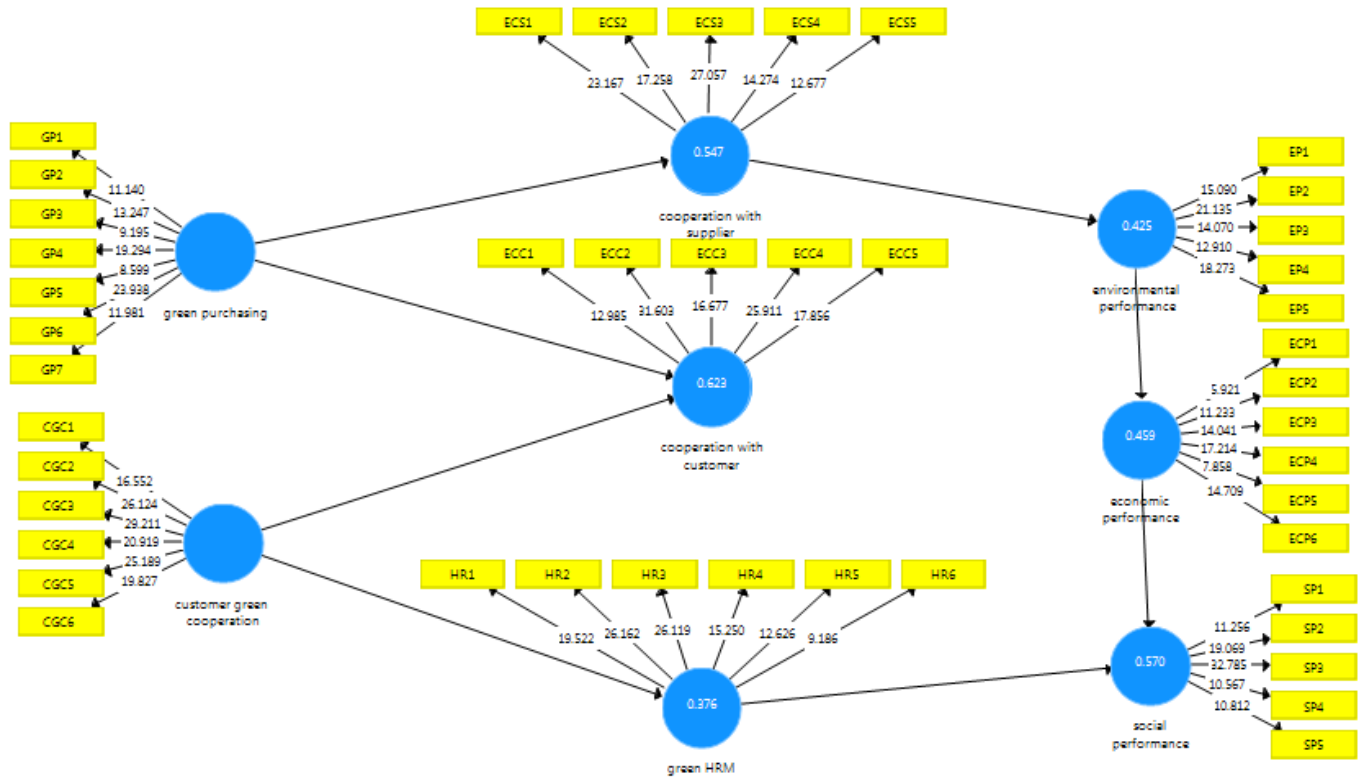 ECS1 ECS2 ECS3 ECS4 ECS5
23.167 17.258 27.057 14.274 12.677
0.547
cooperation with
supplier
GP1
GP2
GP3
GP4
GP5
GP6
GP7
11.140
13.247
9.195
19.294
8.599
23.938
11.981
green purchasing
ECC1 ECC2 ECC3 ECC4 ECC5
12.985 31.603 16.677 25.911 17.856
0.623
cooperation with
customer
CGC1
CGC2
CGC3
CGC4
CGC5
CGC6
16.552
26.124
29.211
20.919
25.189
19.827
customer green
cooperation
HR1 HR2 HR3 HR4 HR5 HR6
19.522 26.162 26.119 15.250 12.626 9.186
0.376
green HRM
EP1
EP2
EP3
EP4
EP5
15.090
21.135
14.070
12.910
18.273
0.425
environmental
performance
ECP1
ECP2
ECP3
ECP4
ECP5
ECP6
5.921
11.233
14.041
17.214
7.858
14.709
0.459
economic
performance
SP1
SP2
SP3
SP4
SP5
11.256
19.069
32.785
10.567
10.812
0.570
social
performance